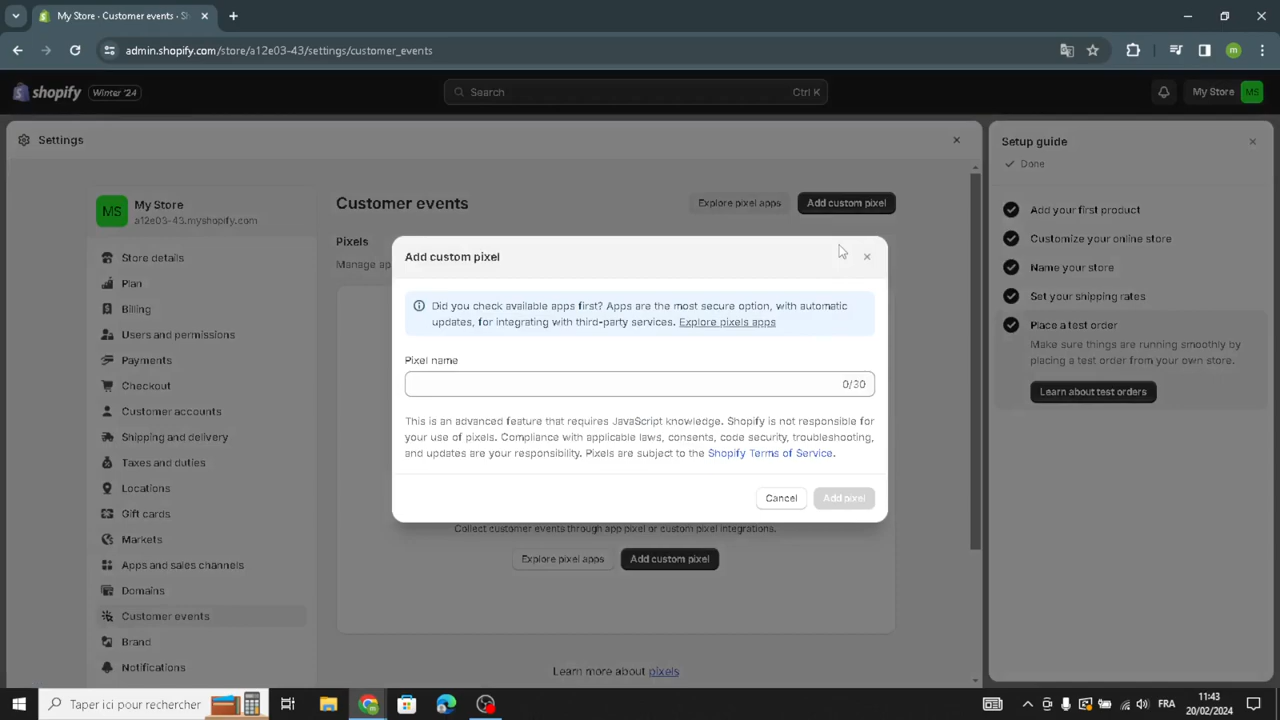 My Store · Customer events · Sh
admin.shopify.com/store/a12e03-43/settings/customer_events
m
shopify
Winter '24
Search
Ctrl K
My Store
MS
Settings
MS
My Store
a12e03-43.myshopify.com
Store details
Plan
Billing
Users and permissions
Payments
Checkout
Customer accounts
Shipping and delivery
Taxes and duties
Locations
Gift cards
Markets
Apps and sales channels
Domains
Customer events
Brand
Notifications
Customer events
Explore pixel apps
Add custom pixel
Pixels
Manage ap
Add custom pixel
Did you check available apps first? Apps are the most secure option, with automatic
updates, for integrating with third-party services. Explore pixels apps
Pixel name
0/30
This is an advanced feature that requires JavaScript knowledge. Shopify is not responsible for
your use of pixels. Compliance with applicable laws, consents, code security, troubleshooting,
and updates are your responsibility. Pixels are subject to the Shopify Terms of Service.
Cancel
Add pixel
Collect customer events through app pixel or custom pixel integrations.
Explore pixel apps
Add custom pixel
Learn more about pixels
Setup guide
Done
Add your first product
Customize your online store
Name your store
Set your shipping rates
Place a test order
Make sure things are running smoothly by
placing a test order from your own store.
Learn about test orders
Taper ici pour rechercher
FRA
11:43
20/02/2024